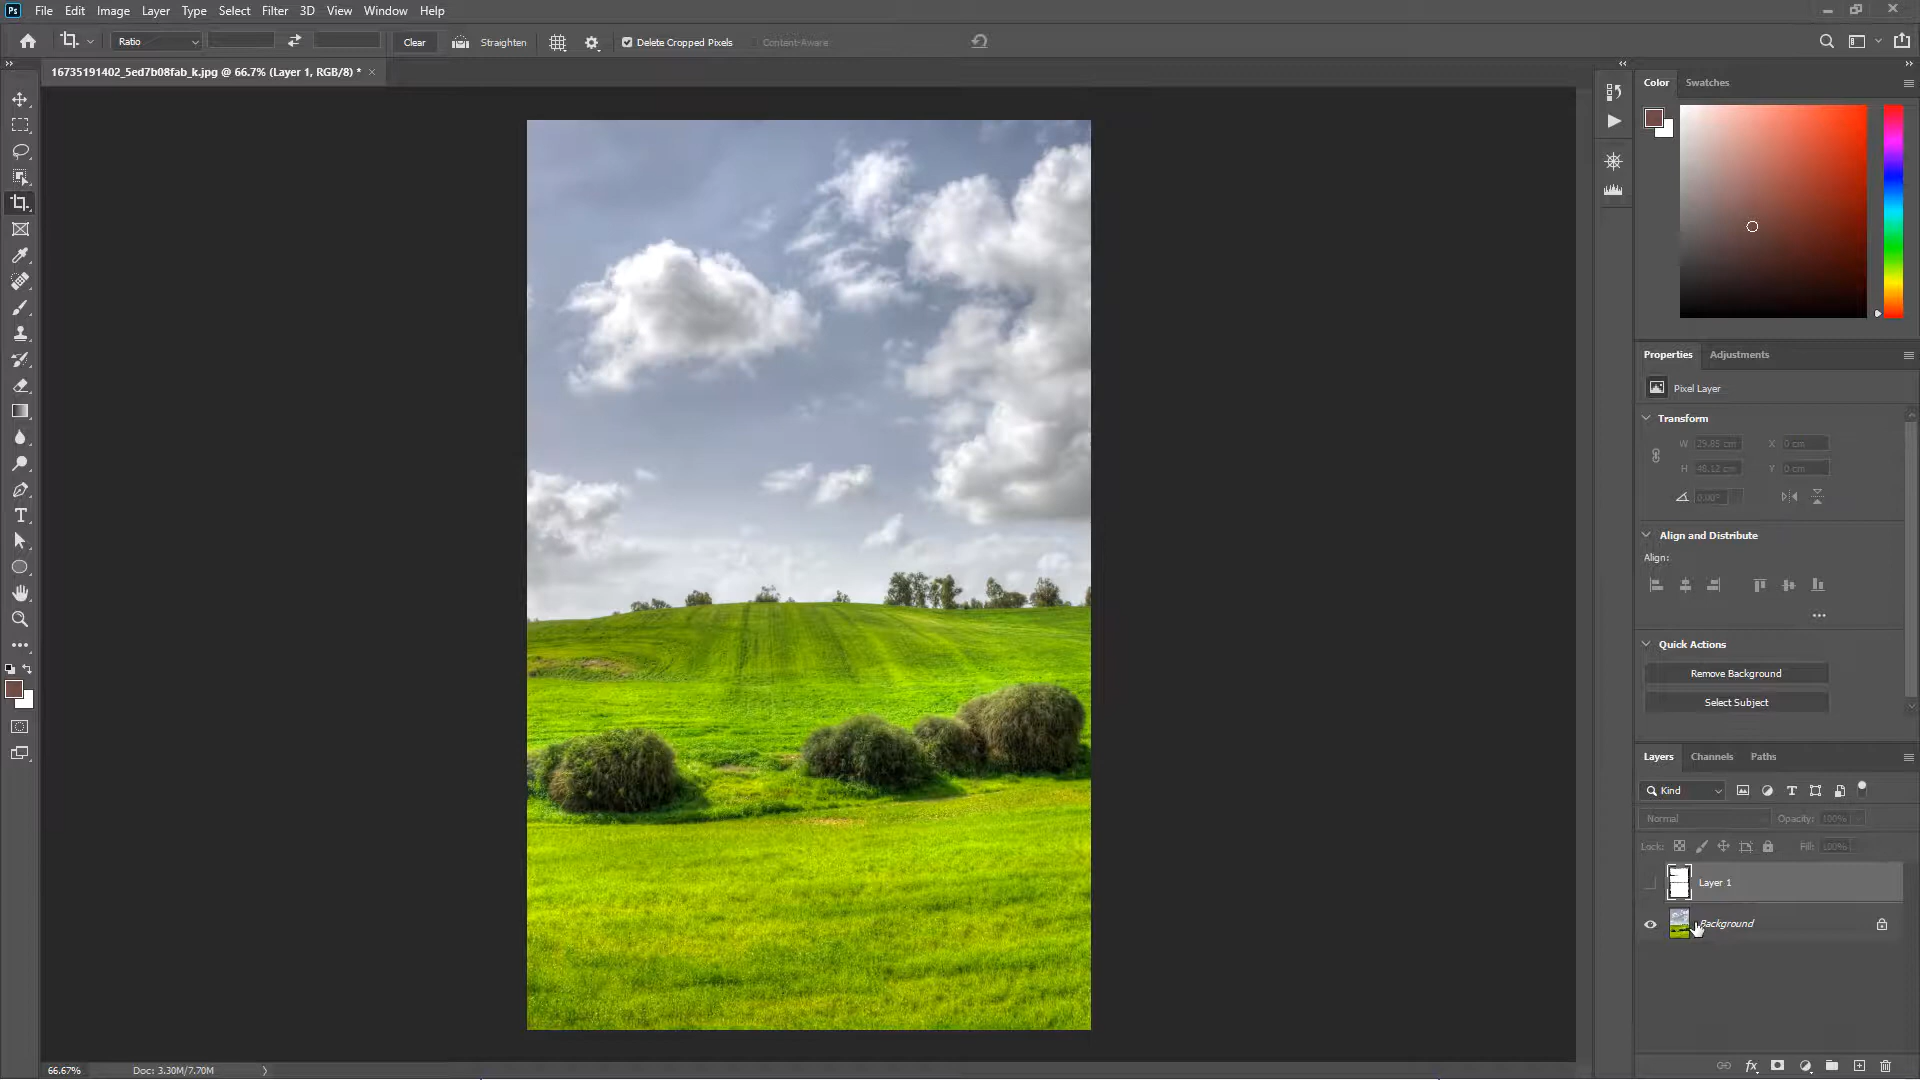 Ps File Edit Image Layer Type Select Filter 3D View Window Help
Ratio Clear Straighten Delete Cropped Pixels Content-Aware
16735191402_5ed7b08fab_k.jpg @ 66.7% (Layer 1, RGB/8) * ×
Color Swatches
Properties Adjustments
Pixel Layer
Transform
W 29.85 cm X 0 cm
H 48.12 cm Y 0 cm
0.00°
Align and Distribute
Align:
Quick Actions
Remove Background
Select Subject
Layers Channels Paths
Kind
Normal Opacity: 100%
Lock: Fill: 100%
Layer 1
Background
66.67% Doc: 3.30M/7.70M